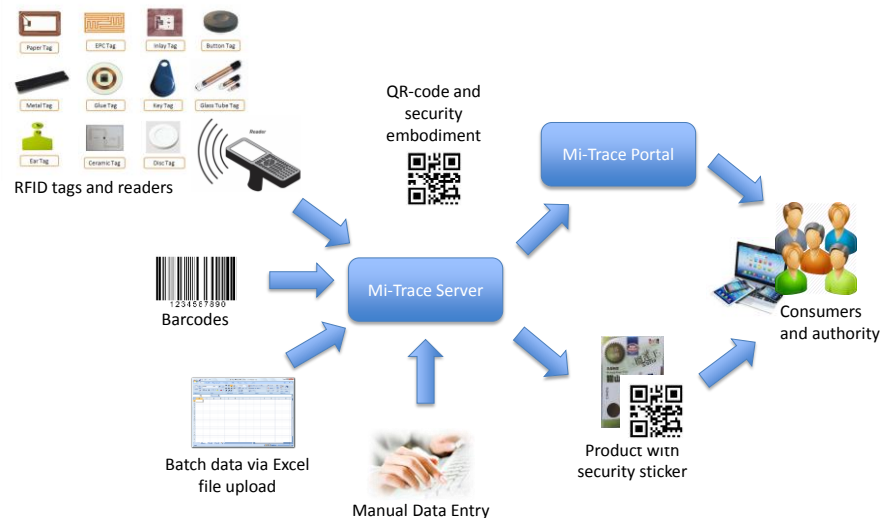 Paper Tag
EPC Tag
Inlay Tag
Button Tag
Metal Tag
Glue Tag
Key Tag
Glass Tube Tag
Ear Tag
Ceramic Tag
Disc Tag
Reader
RFID tags and readers
QR-code and
security
embodiment
Mi-Trace Portal
Barcodes
1234567890
Mi-Trace Server
Consumers
and authority
Batch data via Excel
file upload
Manual Data Entry
Product with
security sticker